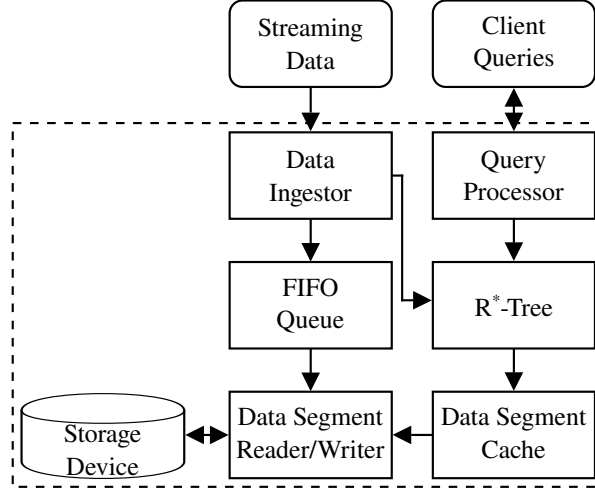 Streaming
Data
Client
Queries
Data
Ingestor
Query
Processor
FIFO
Queue
R*-Tree
Storage
Device
Data Segment
Reader/Writer
Data Segment
Cache